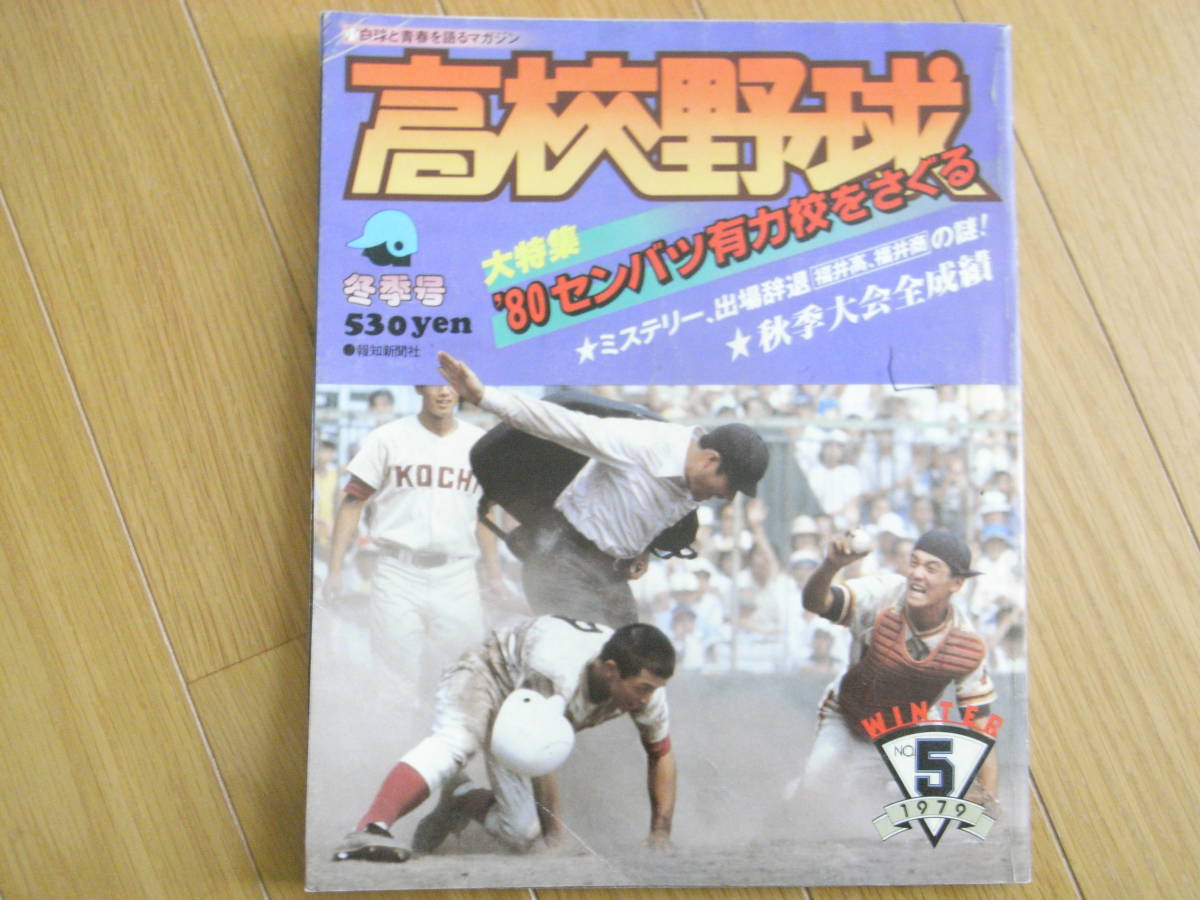 白球と青春を語るマガジン
高校野球
大特集
'80センバツ有力校をさぐる
★ミステリー、出場辞退 福井高、福井商 の謎!
★秋季大会全成績
冬季号
530yen
●報知新聞社
KOCHI
WINTER
NO.
5
1979